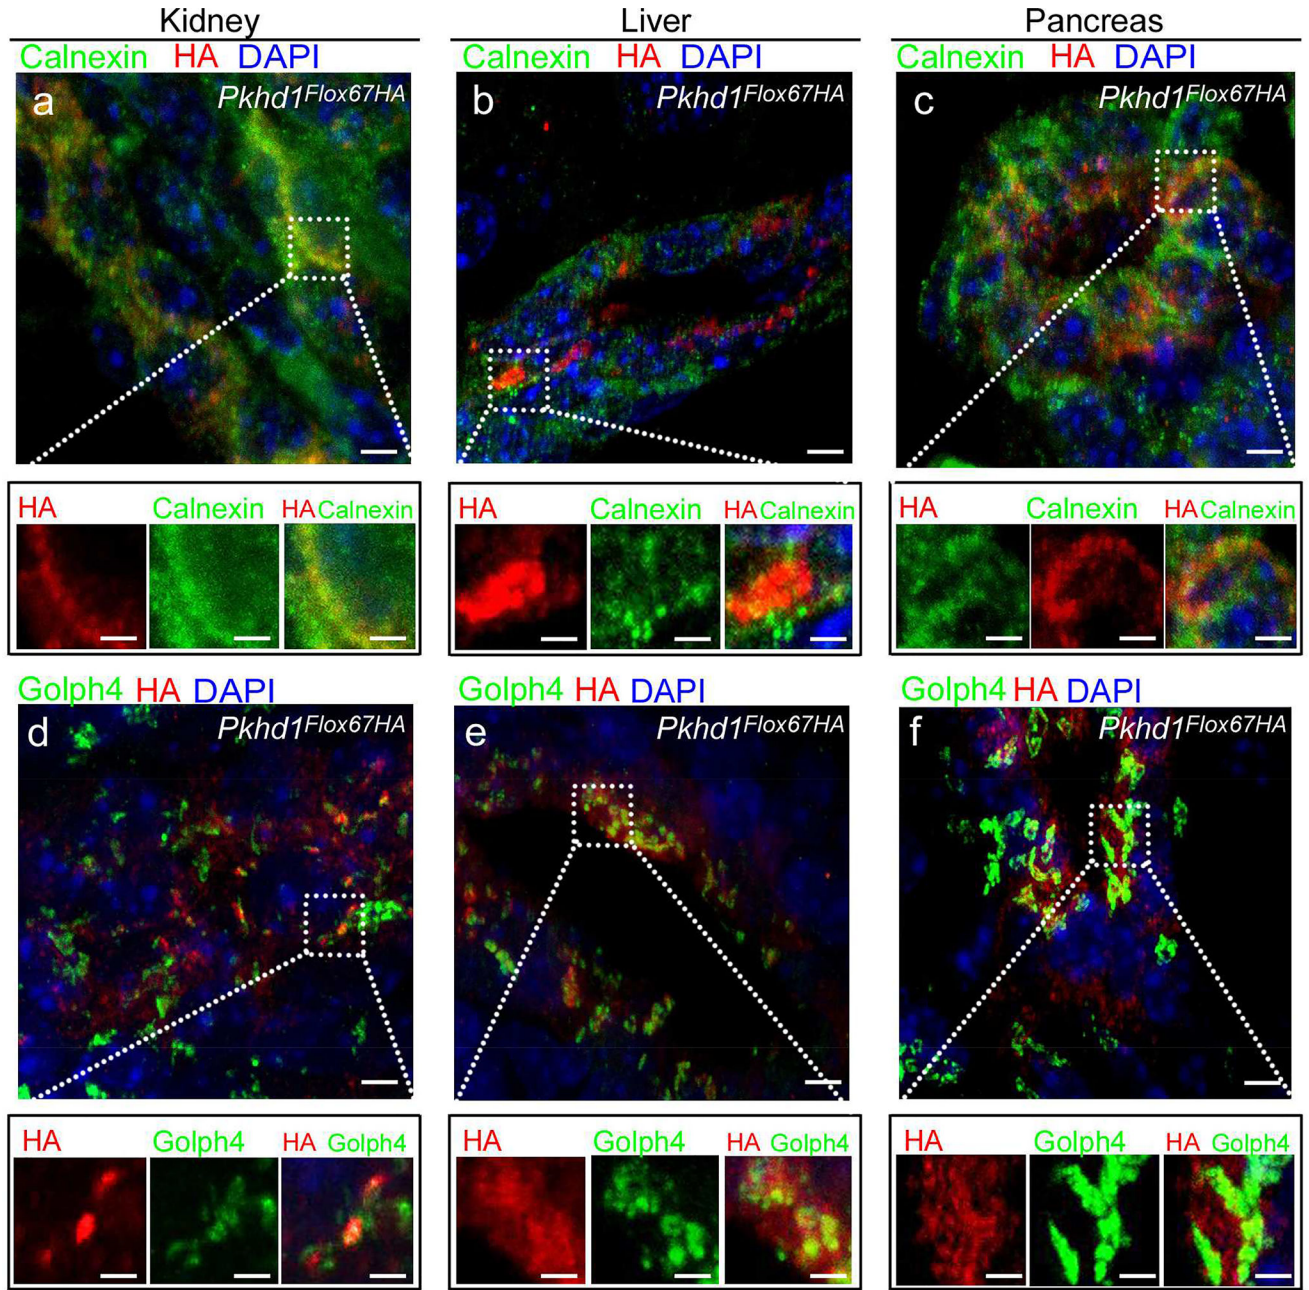 Kidney Liver Pancreas
Calnexin HA DAPI Calnexin HA DAPI Calnexin HA DAPI
a Pkhd1Flox67HA b Pkhd1Flox67HA c Pkhd1Flox67HA
HA Calnexin HA Calnexin HA Calnexin HA Calnexin HA Calnexin HA Calnexin
Golph4 HA DAPI Golph4 HA DAPI Golph4 HA DAPI
d Pkhd1Flox67HA e Pkhd1Flox67HA f Pkhd1Flox67HA
HA Golph4 HA Golph4 HA Golph4 HA Golph4 HA Golph4 HA Golph4